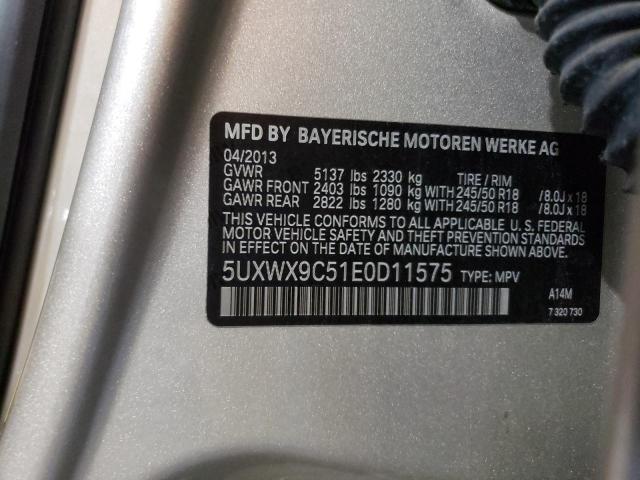 MFD BY BAYERISCHE MOTOREN WERKE AG
04/2013
GVWR 5137 lbs 2330 kg TIRE / RIM
GAWR FRONT 2403 lbs 1090 kg WITH 245/50 R18 /8.0J x 18
GAWR REAR 2822 lbs 1280 kg WITH 245/50 R18 /8.0J x 18
THIS VEHICLE CONFORMS TO ALL APPLICABLE U. S. FEDERAL
MOTOR VEHICLE SAFETY AND THEFT PREVENTION STANDARDS
IN EFFECT ON THE DATE OF MANUFACTURE SHOWN ABOVE.
5UXWX9C51E0D11575 TYPE: MPV
A14M
7 320 730